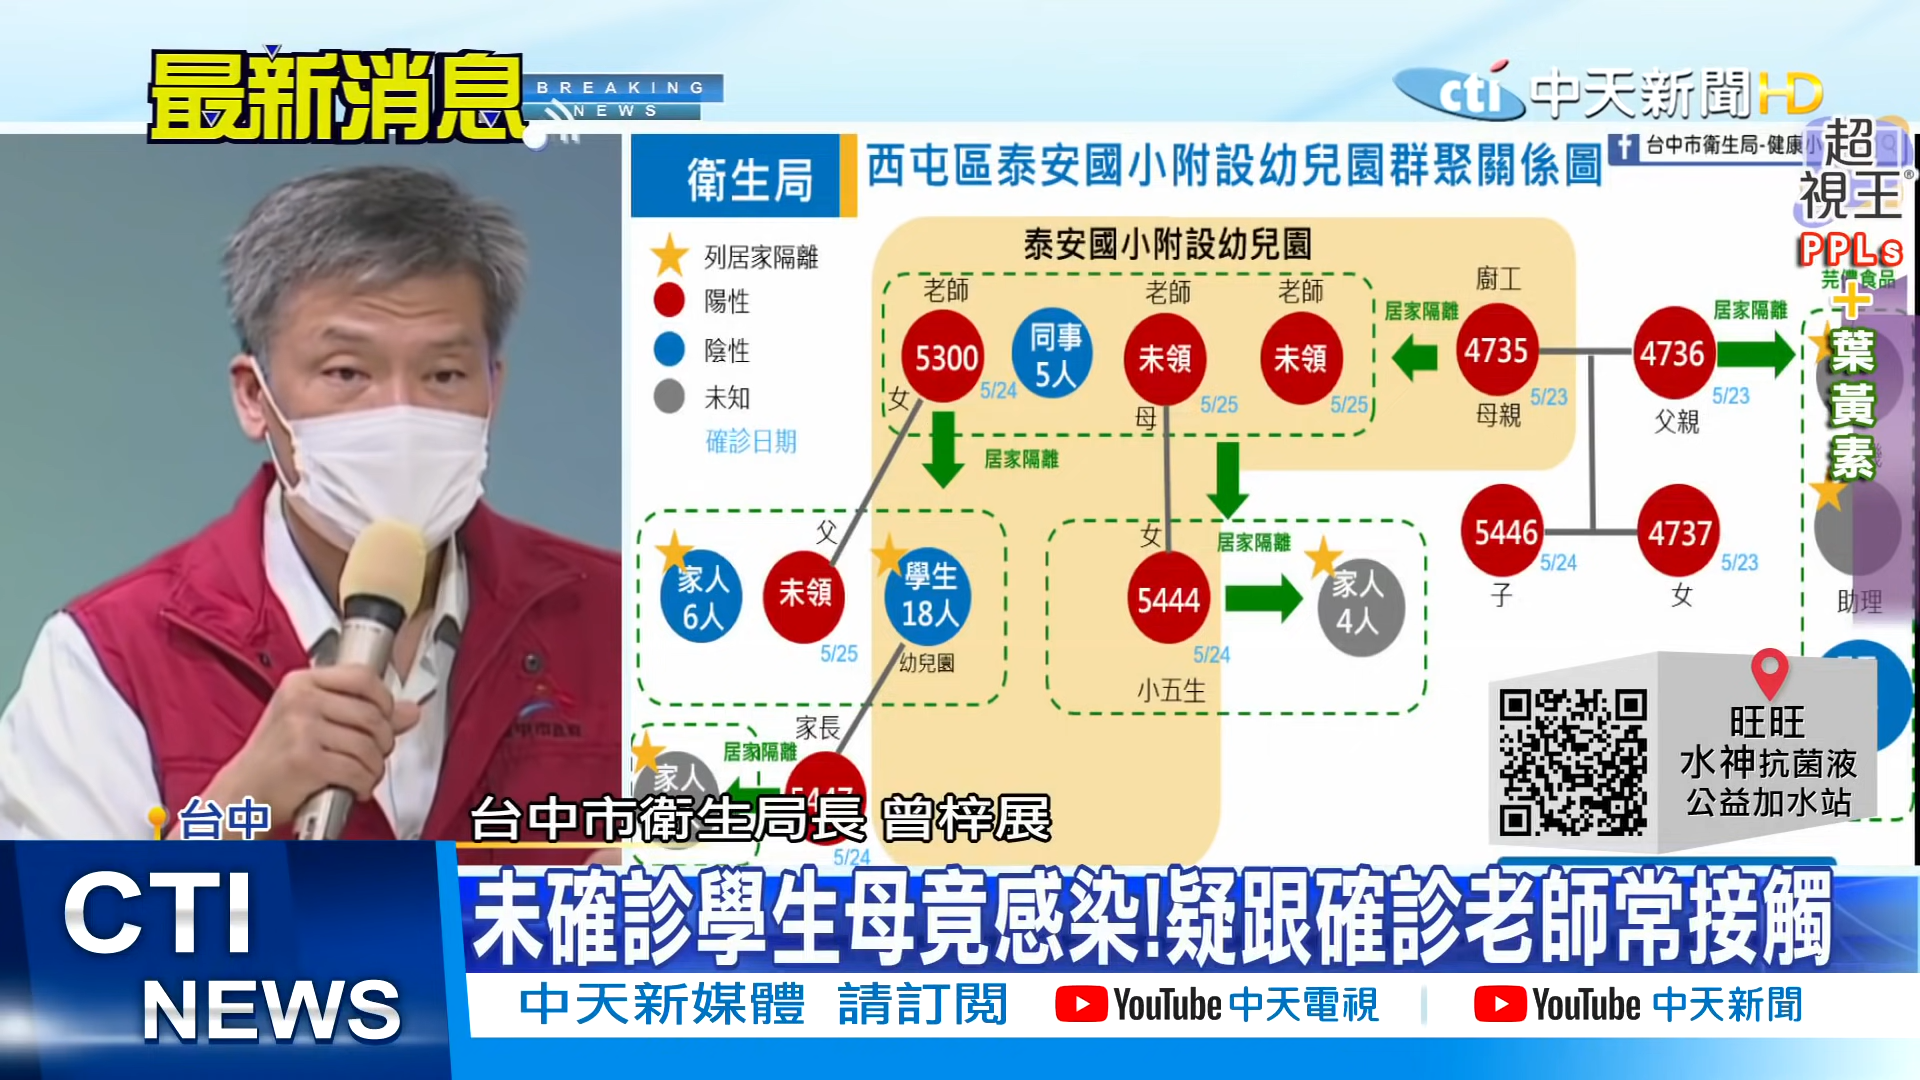 最新消息
BREAKING
NEWS
cti 中天新聞HD
衛生局
西屯區泰安國小附設幼兒園群聚關係圖
台中市衛生局-健康小
超
視王®
PPLs
+
葉
黃
素
列居家隔離
陽性
陰性
未知
確診日期
泰安國小附設幼兒園
老師
老師
老師
廚工
5300
同事
5人
未領
未領
居家隔離
4735
4736
居家隔離
女
5/24
母
5/25
5/25
母親
5/23
父親
5/23
居家隔離
父
女
居家隔離
家人
6人
未領
學生
18人
5444
家人
4人
5446
4737
5/24
5/23
子
女
助理
5/25
幼兒園
5/24
小五生
家長
居家隔離
家人
5447
5/24
旺旺
水神抗菌液
公益加水站
台中
台中市衛生局長 曾梓展
CTI
NEWS
未確診學生母竟感染!疑跟確診老師常接觸
中天新媒體 請訂閱 YouTube 中天電視 | YouTube 中天新聞